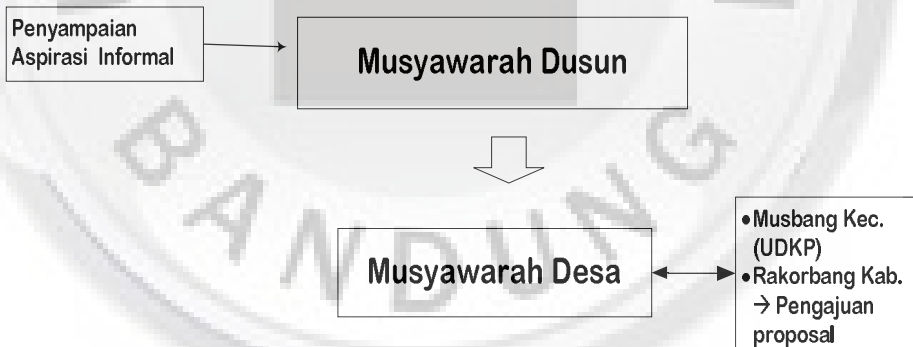 Penyampaian
Aspirasi Informal
Musyawarah Dusun
BANDUNG
Musyawarah Desa
•Musbang Kec.
(UDKP)
•Rakorbang Kab.
→ Pengajuan
proposal